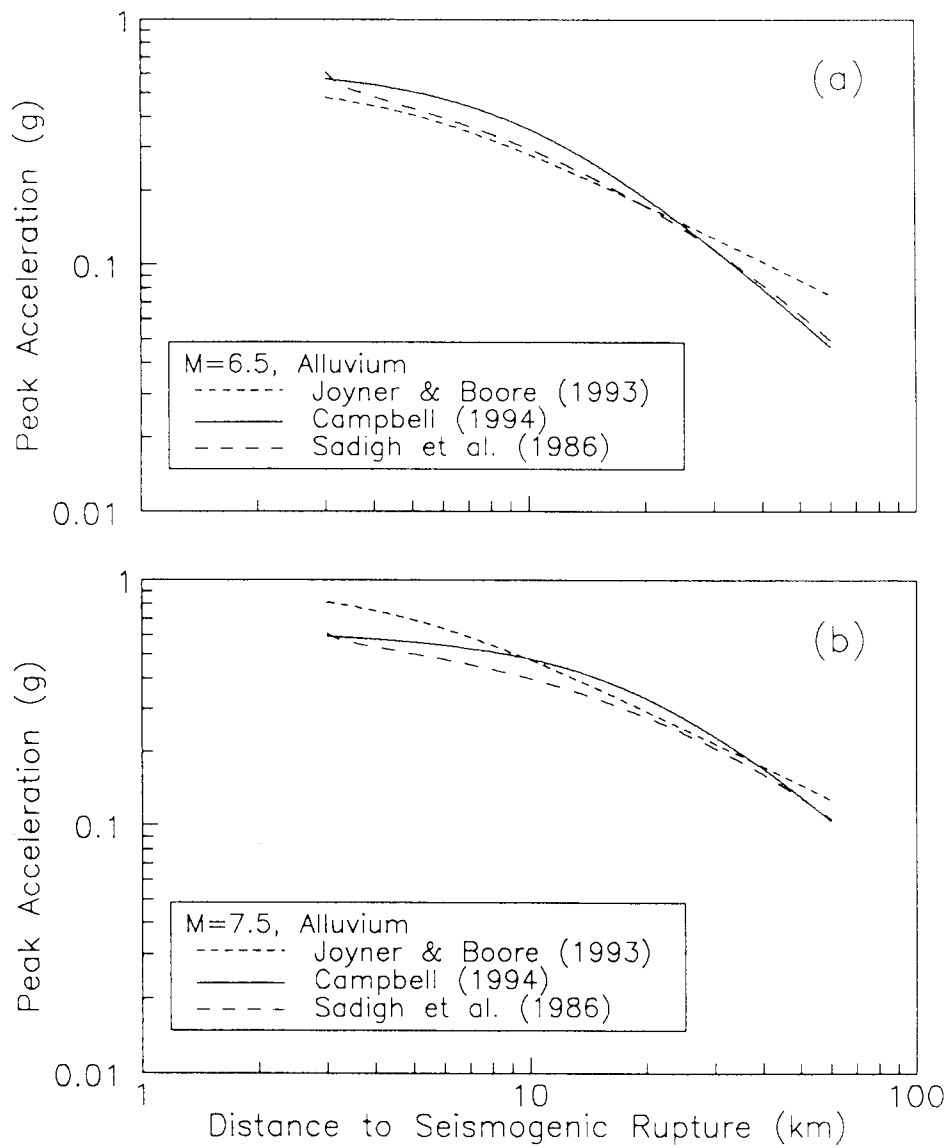 1
(a)
Peak Acceleration (g)
0.1
M=6.5, Alluvium
Joyner & Boore (1993)
Campbell (1994)
Sadigh et al. (1986)
0.01
1
(b)
Peak Acceleration (g)
0.1
M=7.5, Alluvium
Joyner & Boore (1993)
Campbell (1994)
Sadigh et al. (1986)
0.01
1 10 100
Distance to Seismogenic Rupture (km)